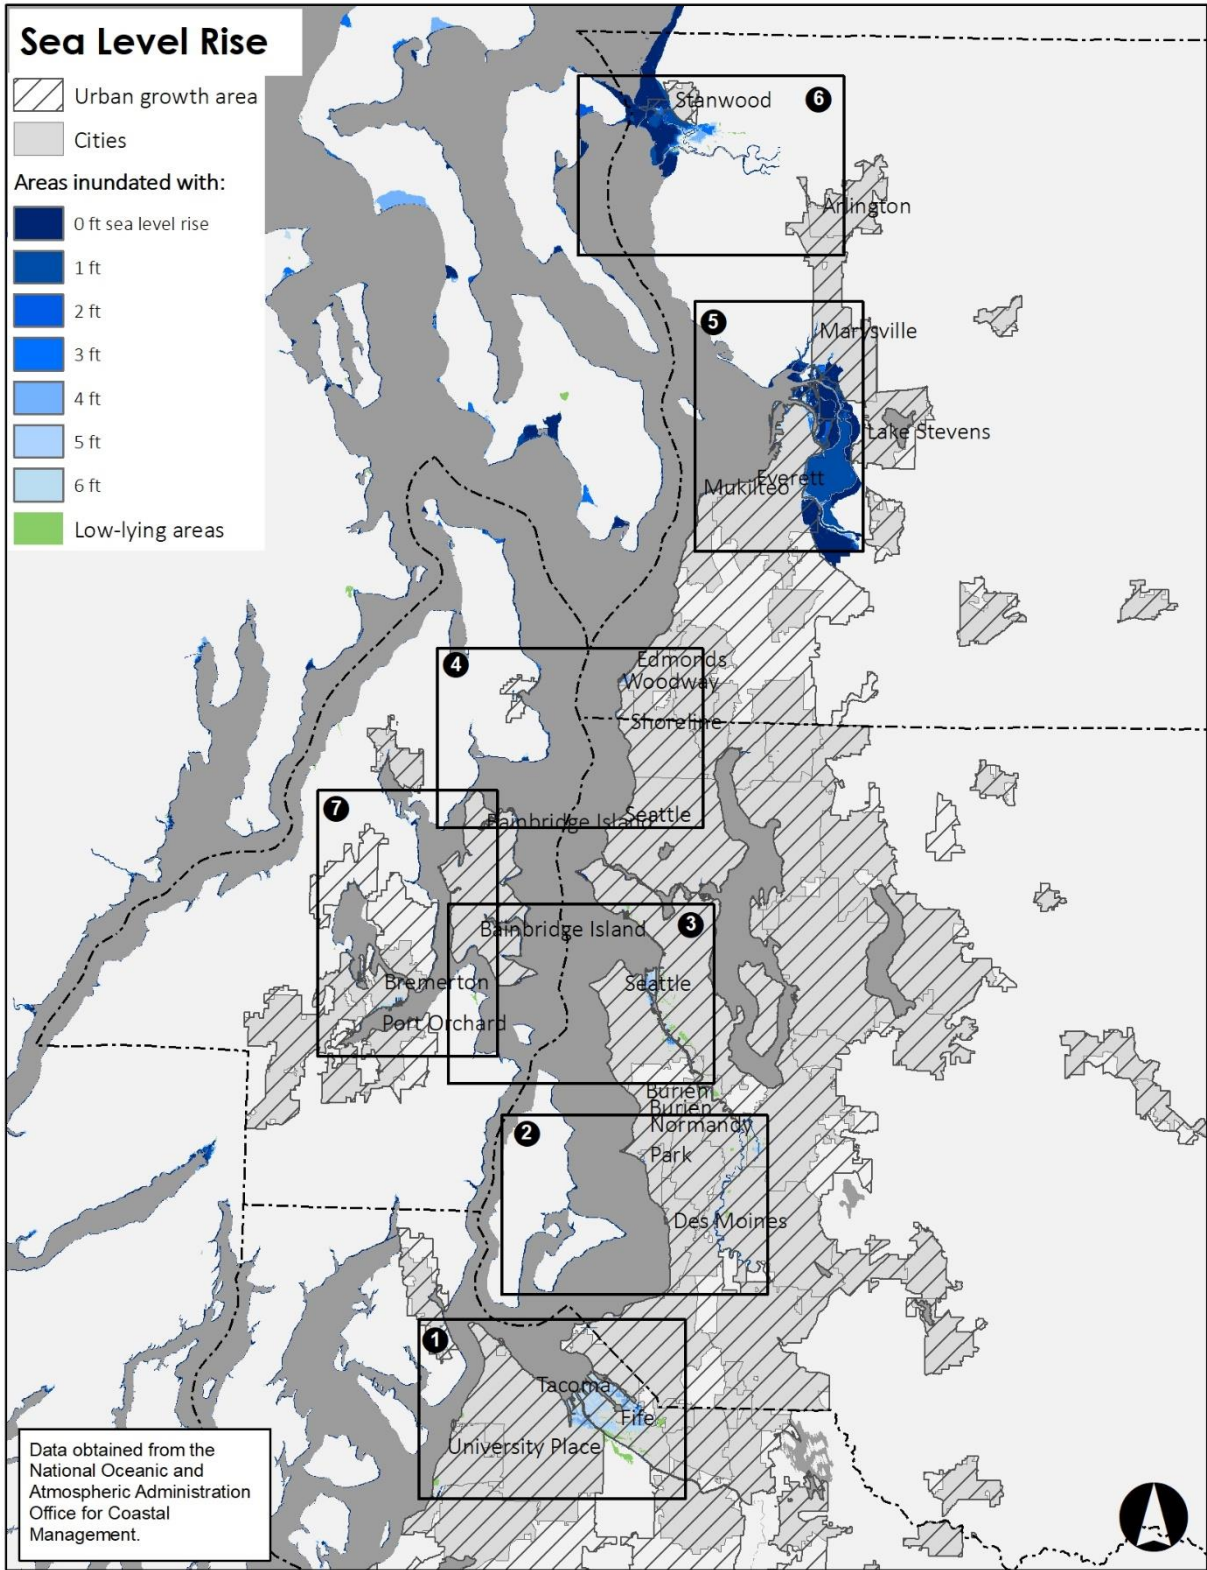 Sea Level Rise
Urban growth area
Cities
Areas inundated with:
0 ft sea level rise
1 ft
2 ft
3 ft
4 ft
5 ft
6 ft
Low-lying areas
Stanwood
6
Arlington
5
Marysville
Lake Stevens
Everett
Mukilteo
4
Edmonds
Woodway
Shoreline
7
Seattle
Bainbridge Island
3
Bainbridge Island
Seattle
Bremerton
Port Orchard
Burien
Burien
2
Normandy
Park
Des Moines
1
Tacoma
Fife
University Place
Data obtained from the
National Oceanic and
Atmospheric Administration
Office for Coastal
Management.